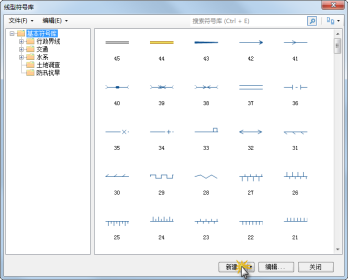 线型符号库
文件(F) 编辑(E) 搜索符号库 (Ctrl + E)
基本符号库
行政界线
交通
水系
土地调查
防汛抗旱
45 44 43 42 41
40 39 38 37 36
35 34 33 32 31
30 29 28 27 26
25 24 23 22 21
新建 编辑... 关闭